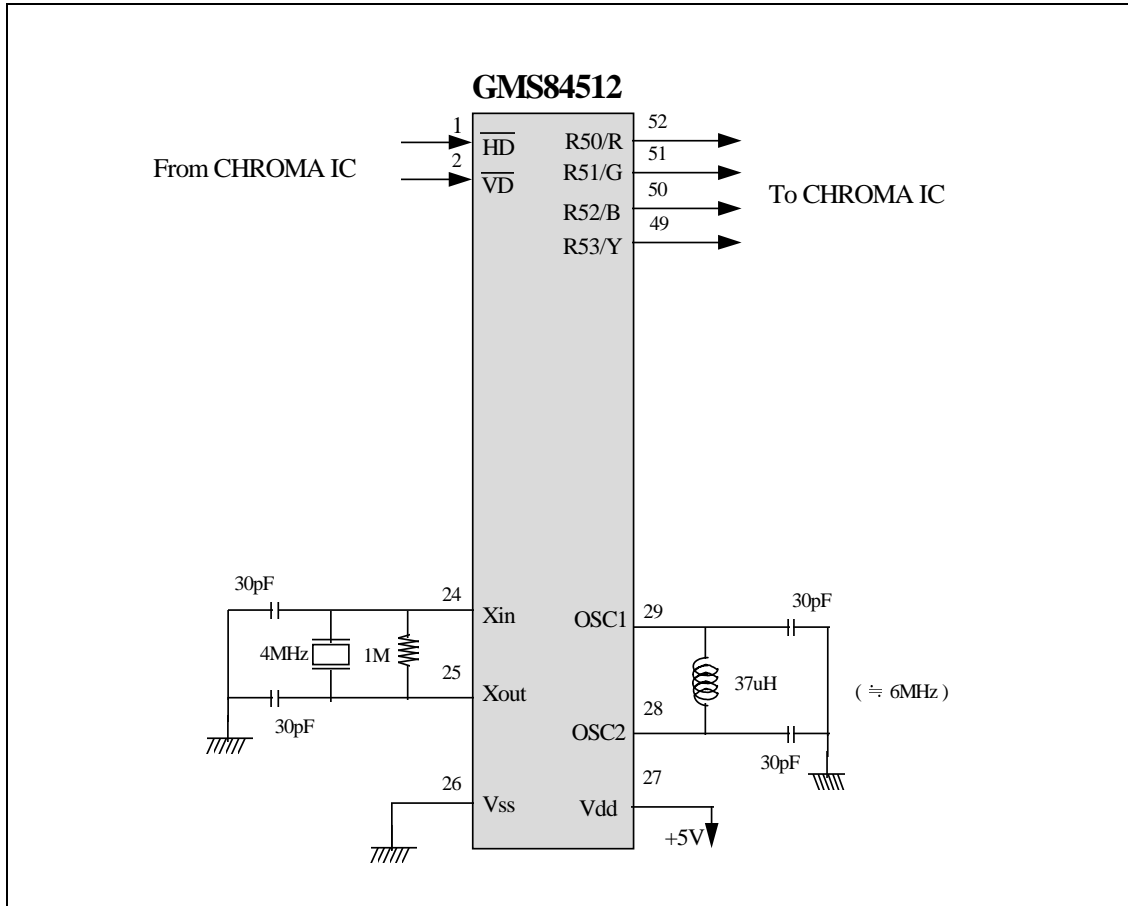 GMS84512
From CHROMA IC
1
HD
2
VD
52
R50/R
51
R51/G
50
R52/B
49
R53/Y
To CHROMA IC
30pF
24
Xin
4MHz
1M
25
Xout
30pF
26
Vss
29
OSC1
30pF
37uH
( ≒ 6MHz )
28
OSC2
30pF
27
Vdd
+5V